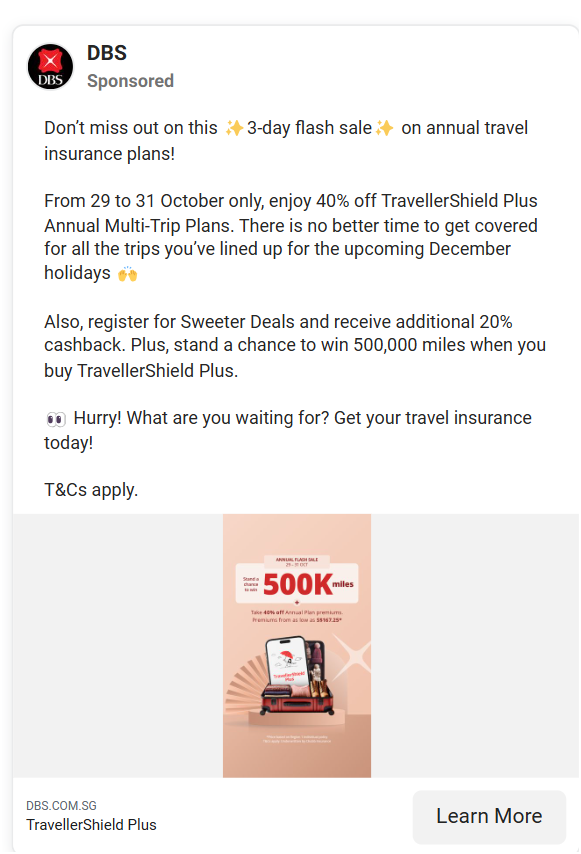 DBS
DBS
Sponsored
Don’t miss out on this ✨3-day flash sale✨ on annual travel
insurance plans!
From 29 to 31 October only, enjoy 40% off TravellerShield Plus
Annual Multi-Trip Plans. There is no better time to get covered
for all the trips you’ve lined up for the upcoming December
holidays 🙌
Also, register for Sweeter Deals and receive additional 20%
cashback. Plus, stand a chance to win 500,000 miles when you
buy TravellerShield Plus.
👀 Hurry! What are you waiting for? Get your travel insurance
today!
T&Cs apply.
ANNUAL FLASH SALE
29 - 31 OCT
Stand a
chance
to win
500K miles
+
Take 40% off Annual Plan premiums.
Premiums from as low as S$167.25*
TravellerShield
Plus
DBS.COM.SG
TravellerShield Plus
Learn More